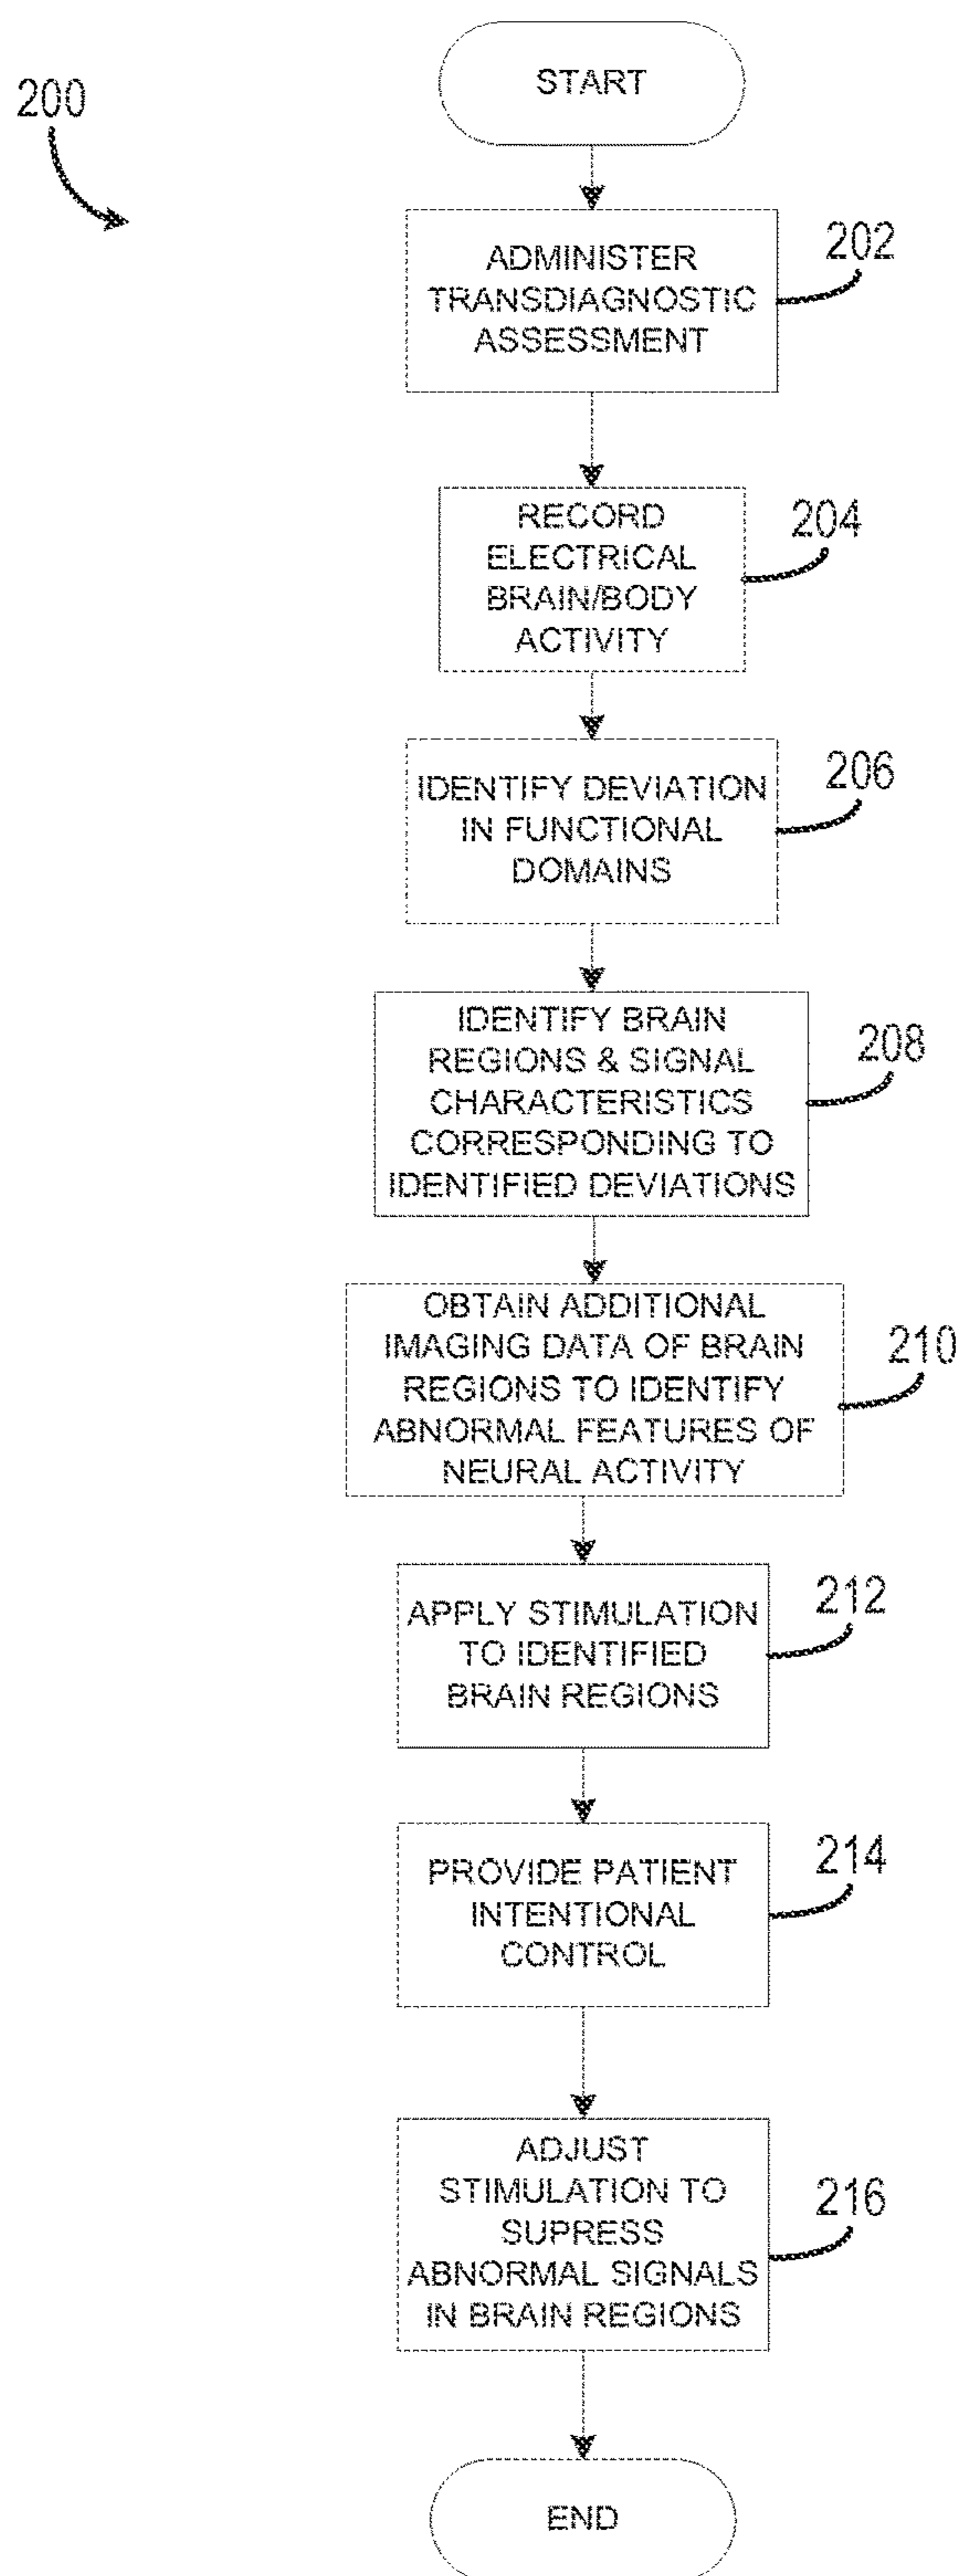 START
200
ADMINISTER
TRANSDIAGNOSTIC
ASSESSMENT
202
RECORD
ELECTRICAL
BRAIN/BODY
ACTIVITY
204
IDENTIFY DEVIATION
IN FUNCTIONAL
DOMAINS
206
IDENTIFY BRAIN
REGIONS & SIGNAL
CHARACTERISTICS
CORRESPONDING TO
IDENTIFIED DEVIATIONS
208
OBTAIN ADDITIONAL
IMAGING DATA OF BRAIN
REGIONS TO IDENTIFY
ABNORMAL FEATURES OF
NEURAL ACTIVITY
210
APPLY STIMULATION
TO IDENTIFIED
BRAIN REGIONS
212
PROVIDE PATIENT
INTENTIONAL
CONTROL
214
ADJUST
STIMULATION TO
SUPRESS
ABNORMAL SIGNALS
IN BRAIN REGIONS
216
END